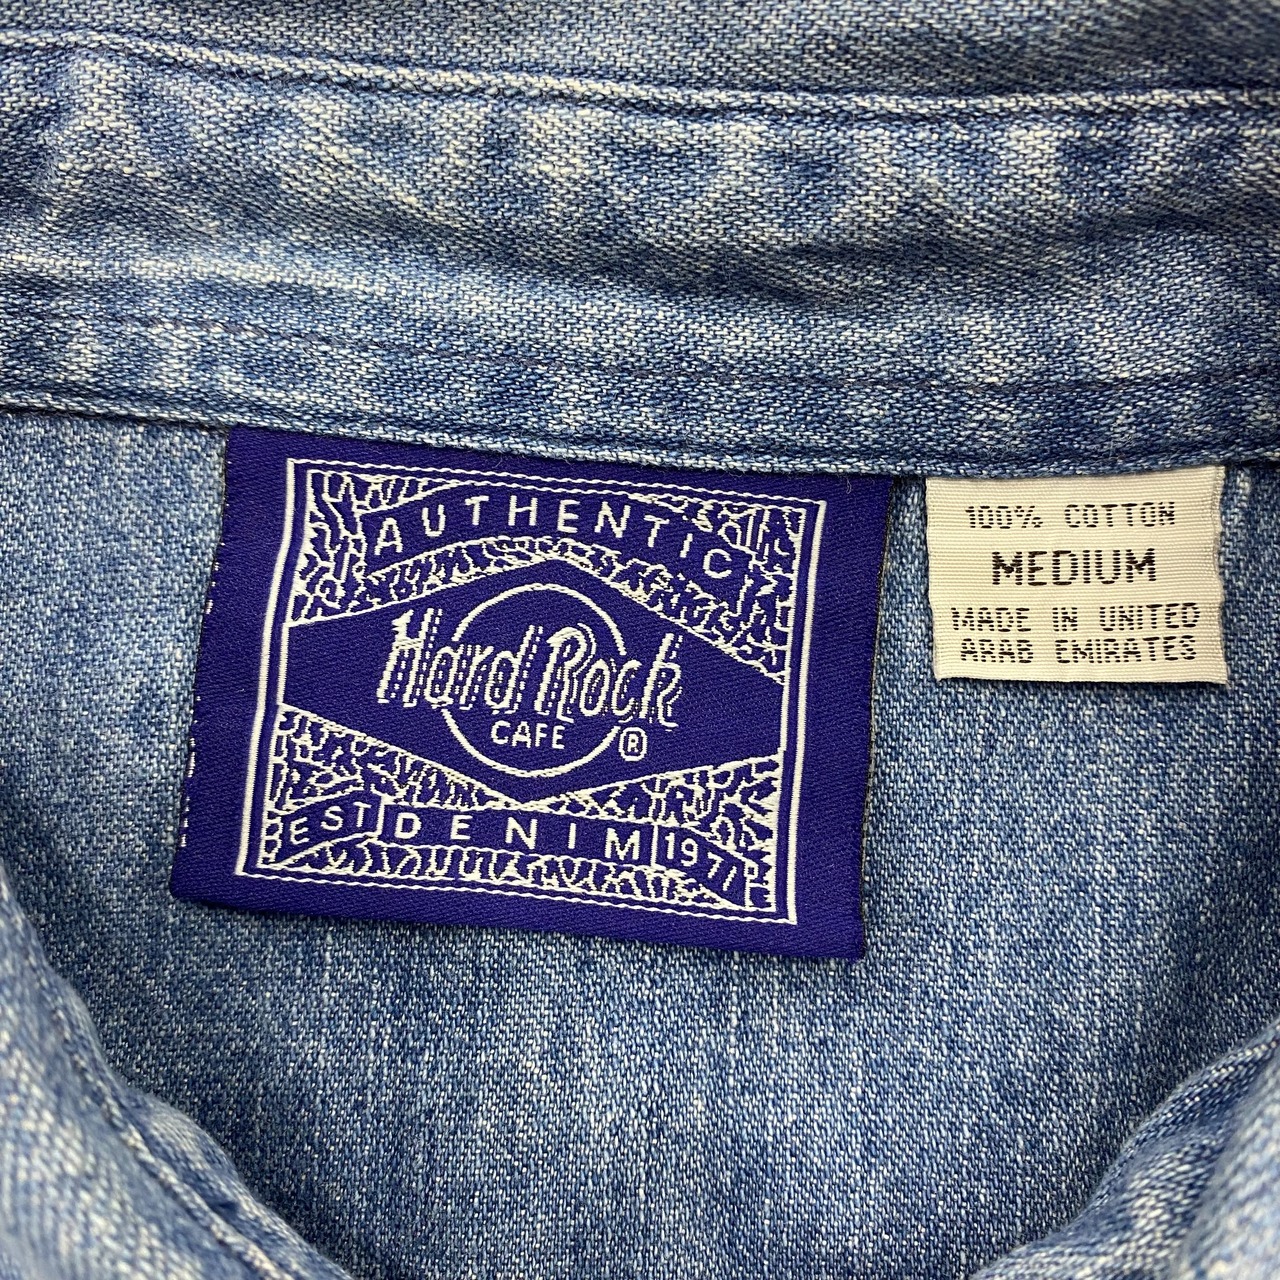 AUTHENTIC
Hard Rock
CAFE ®
EST DENIM 1971
100% COTTON
MEDIUM
MADE IN UNITED
ARAB EMIRATES